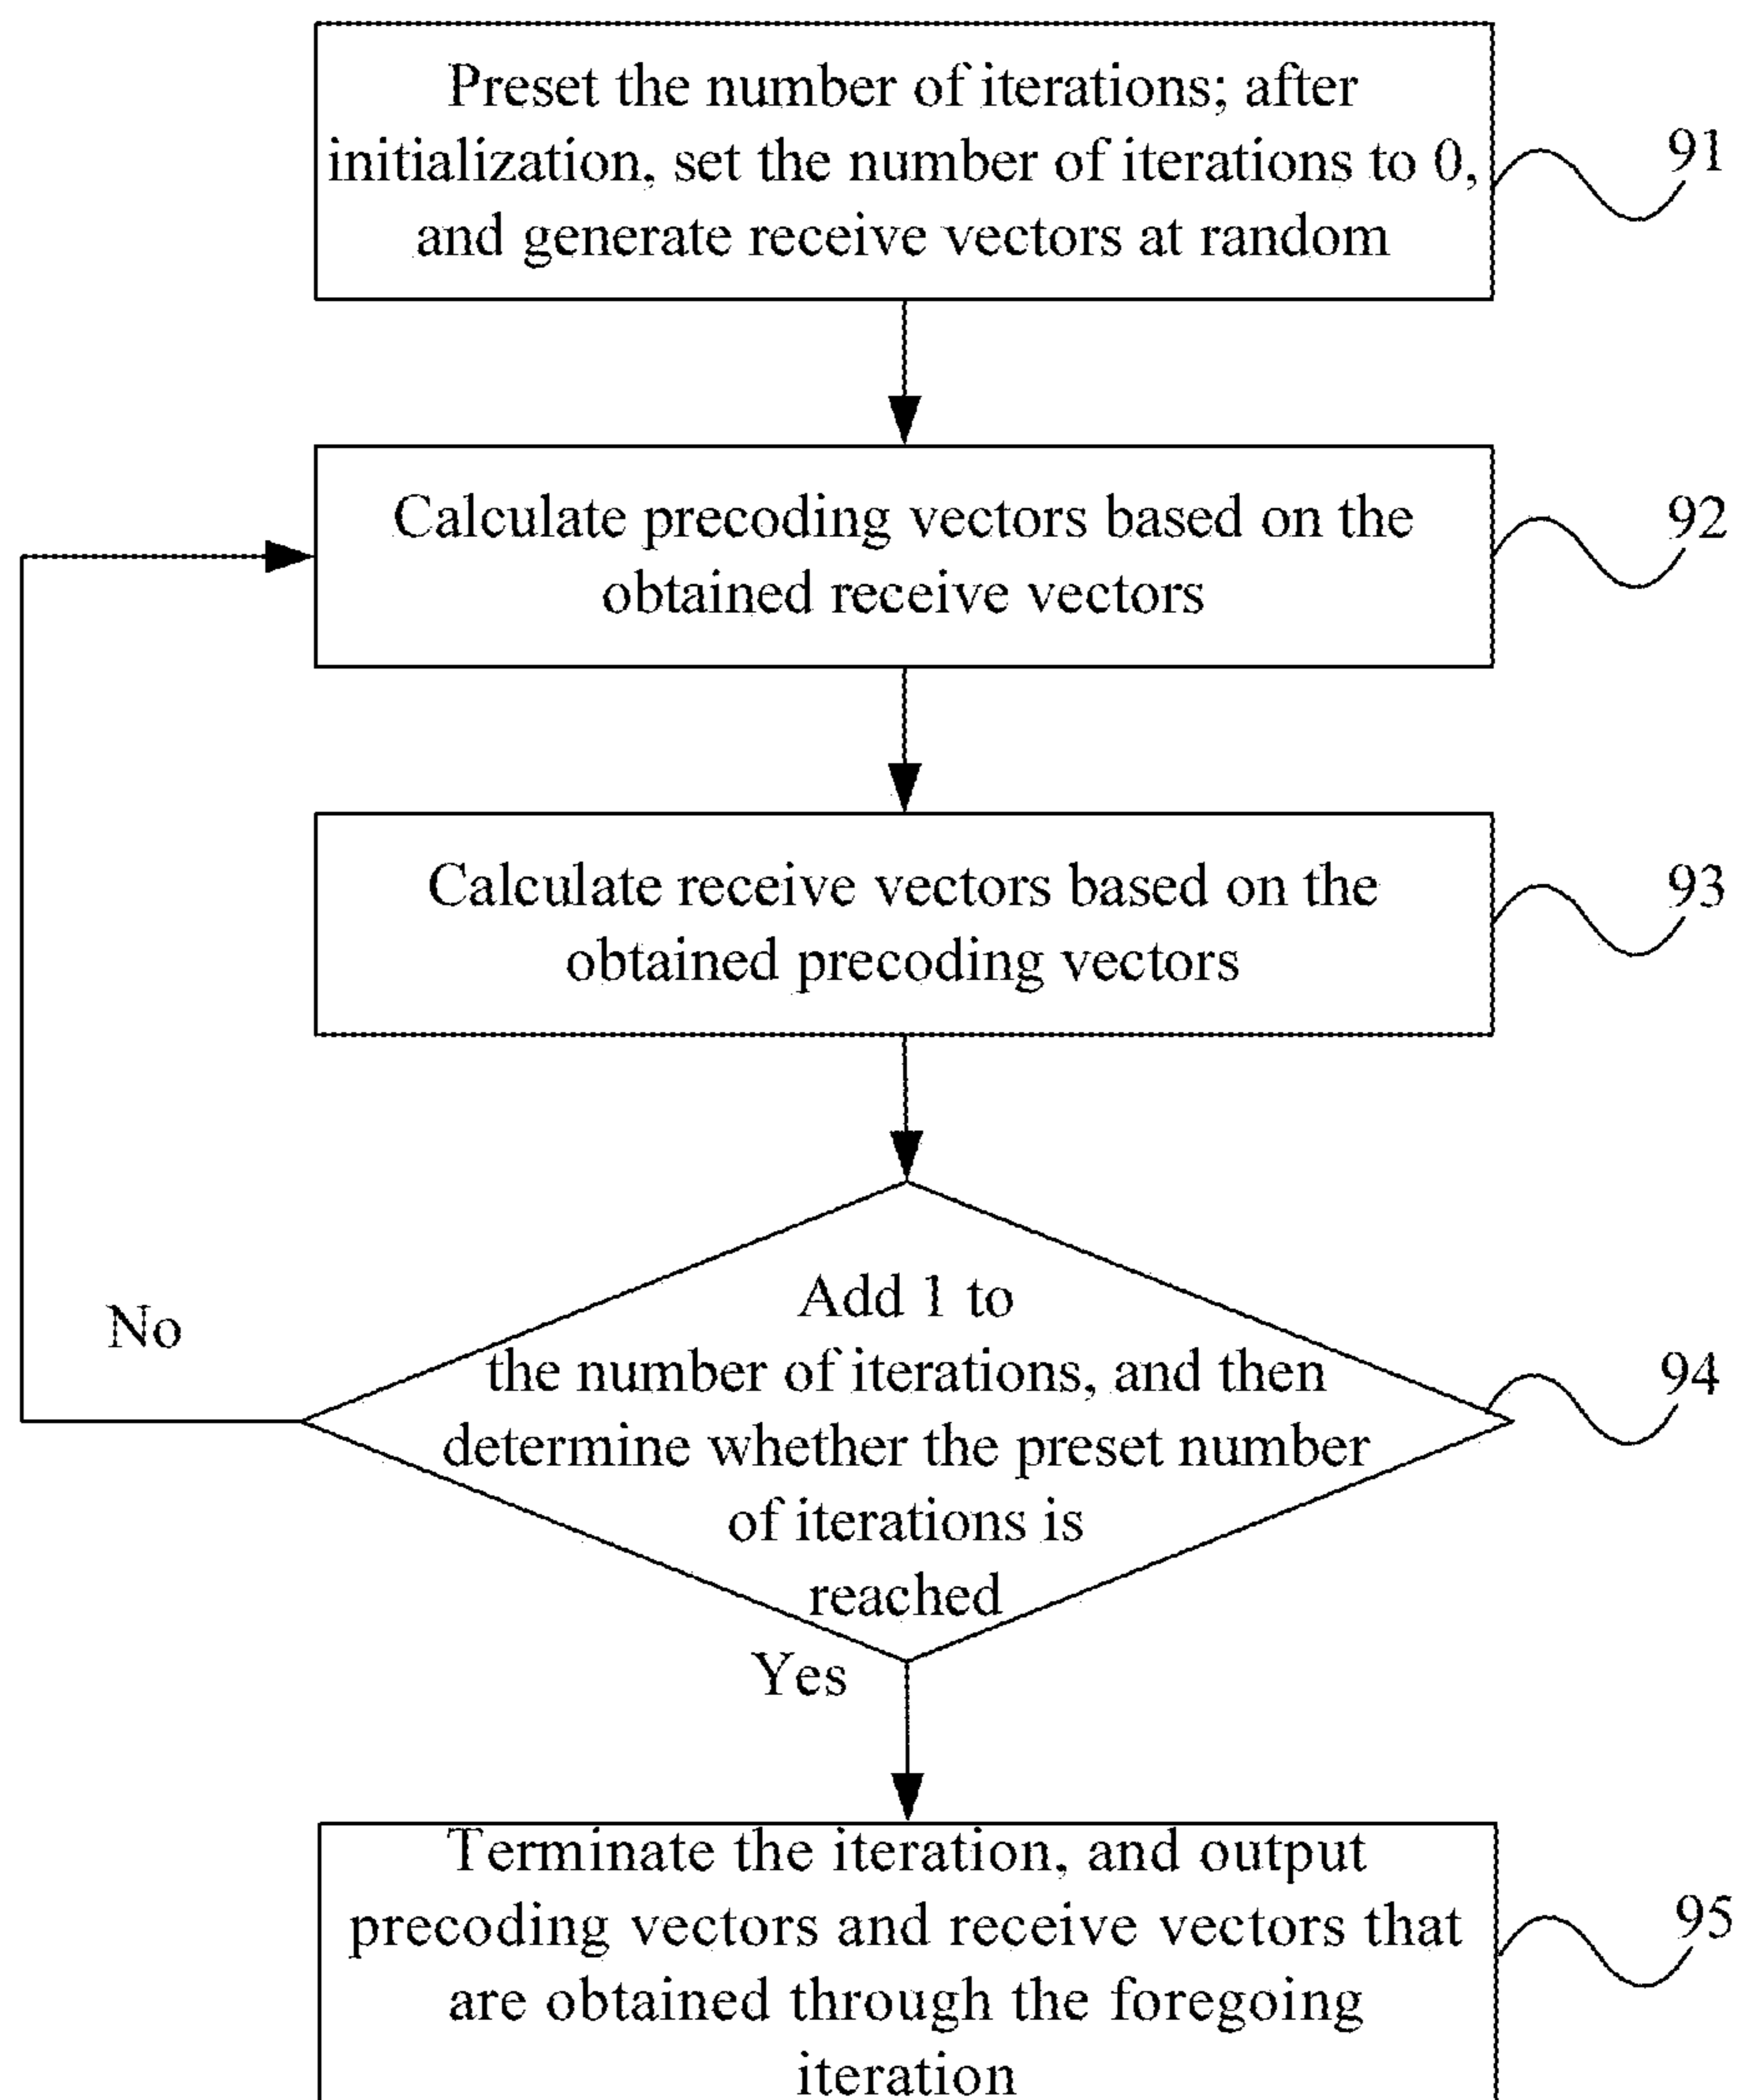 Preset the number of iterations; after
initialization, set the number of iterations to 0,
and generate receive vectors at random
91
Calculate precoding vectors based on the
obtained receive vectors
92
Calculate receive vectors based on the
obtained precoding vectors
93
Add 1 to
the number of iterations, and then
determine whether the preset number
of iterations is
reached
94
No
Yes
Terminate the iteration, and output
precoding vectors and receive vectors that
are obtained through the foregoing
iteration
95